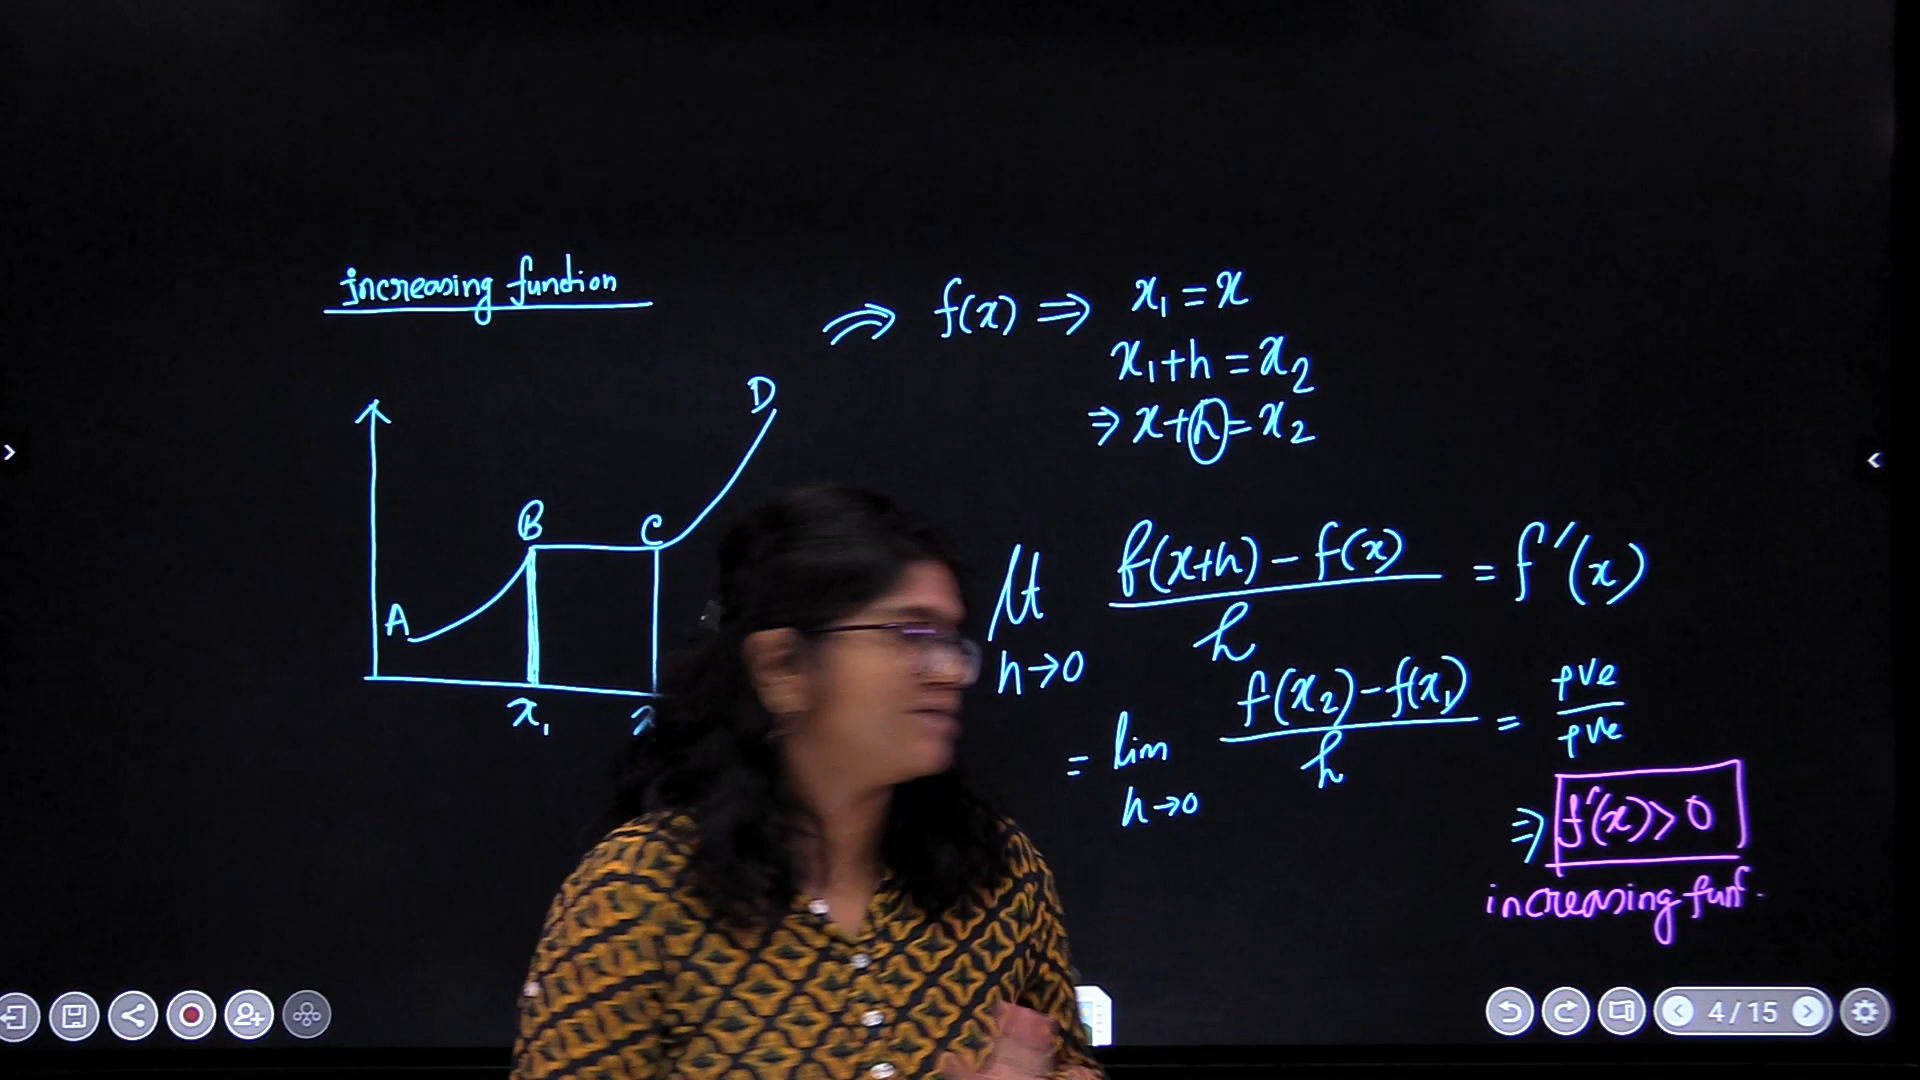 increasing function
⇒ f(x) ⇒ x₁ = x
x₁+h = x₂
⇒ x+h = x₂
D
B
C
A
x₁
Lt h→0 f(x+h) - f(x) / h = f'(x)
= lim h→0 f(x₂) - f(x₁) / h = +ve / +ve
⇒ f'(x) > 0
increasing funⁿ.
4/15